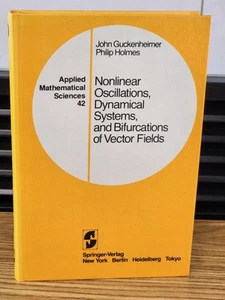 John Guckenheimer
Philip Holmes
Applied
Mathematical
Sciences
42
Nonlinear
Oscillations,
Dynamical
Systems,
and Bifurcations
of Vector Fields
Springer-Verlag
New York Berlin Heidelberg Tokyo